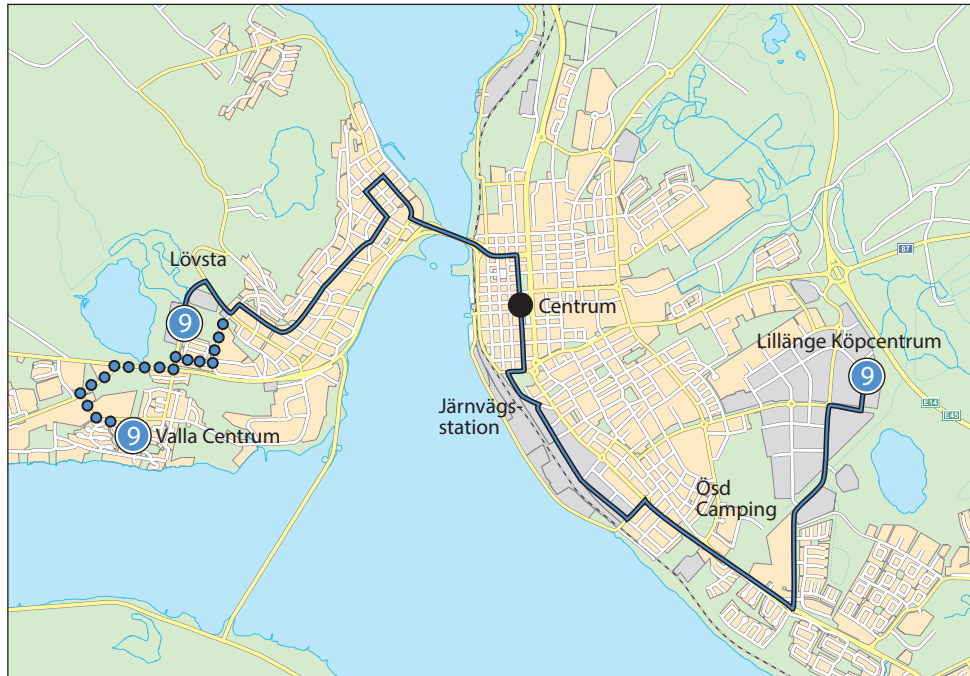 87
Lövsta
Centrum
9
Lillänge Köpcentrum
9
E14
E45
Järnvägs-
station
9
Valla Centrum
Ösd
Camping